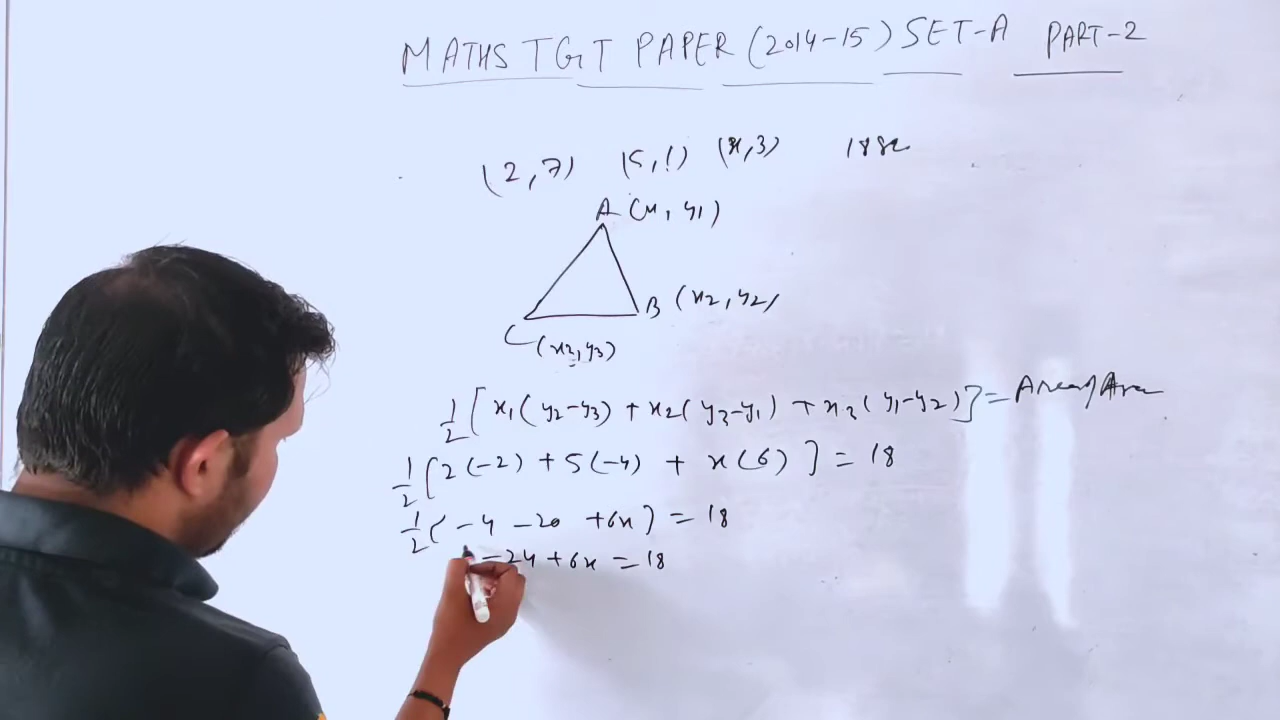 MATHS TGT PAPER (2014-15) SET-A PART-2
(2,7) (5,1) (x,3) 18
A (x1, y1)
B (x2, y2)
C (x3, y3)
1/2 [ x1 ( y2-y3) + x2 ( y3-y1) + x3 ( y1-y2) ] = Area of
1/2 [ 2 (-2) + 5 (-4) + x (6) ] = 18
1/2 ( -4 -20 +6x ) = 18
-24 + 6x = 18